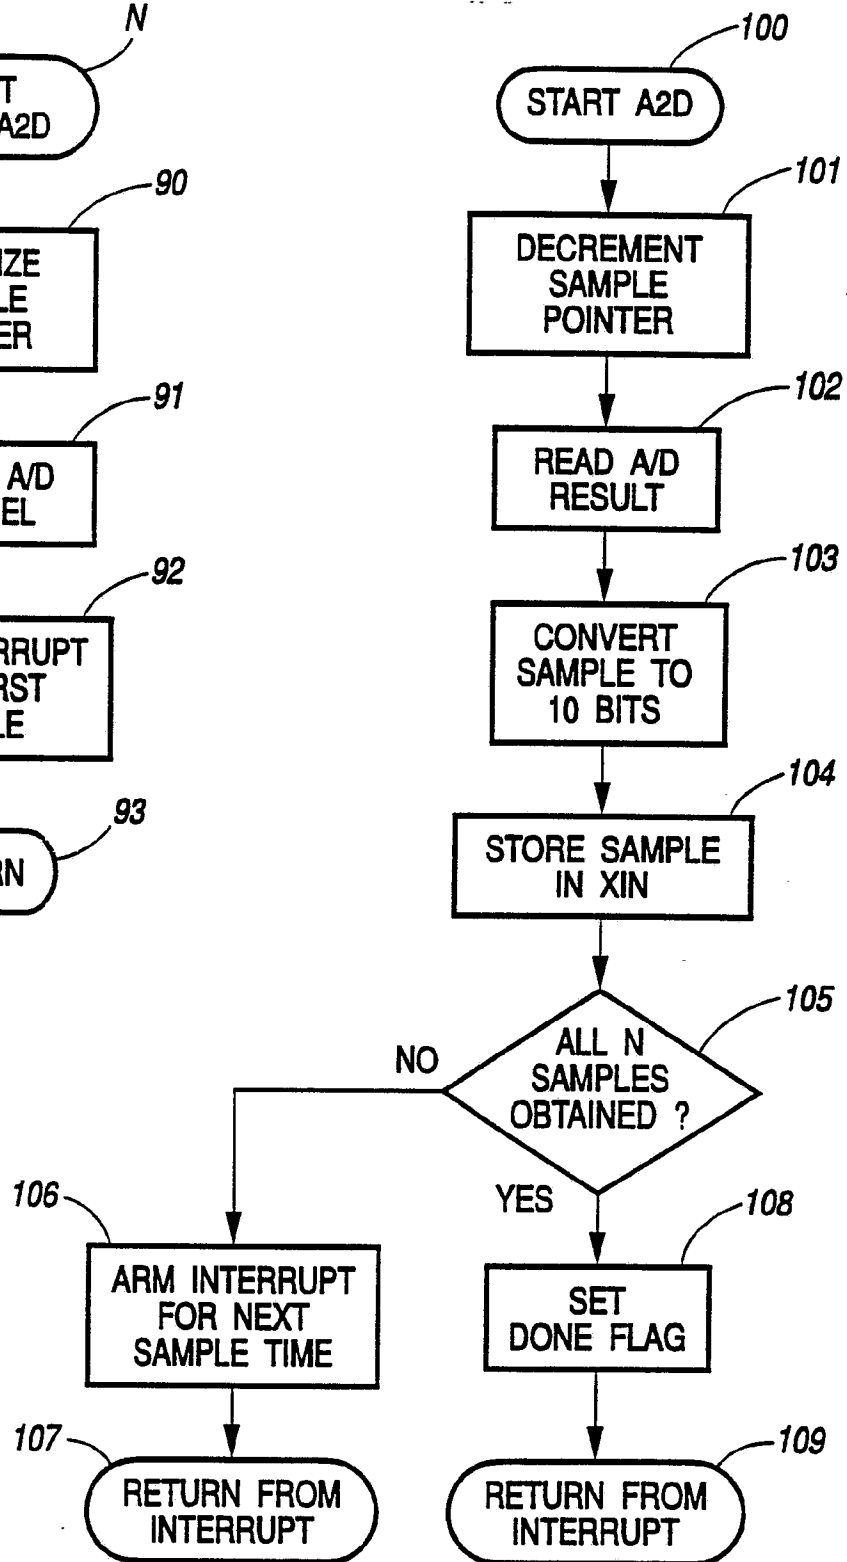 N
T
A2D
90
IZE
LE
ER
91
A/D
EL
92
RRUPT
RST
LE
93
RN
100
START A2D
101
DECREMENT
SAMPLE
POINTER
102
READ A/D
RESULT
103
CONVERT
SAMPLE TO
10 BITS
104
STORE SAMPLE
IN XIN
105
ALL N
SAMPLES
OBTAINED ?
NO
YES
106
ARM INTERRUPT
FOR NEXT
SAMPLE TIME
107
RETURN FROM
INTERRUPT
108
SET
DONE FLAG
109
RETURN FROM
INTERRUPT